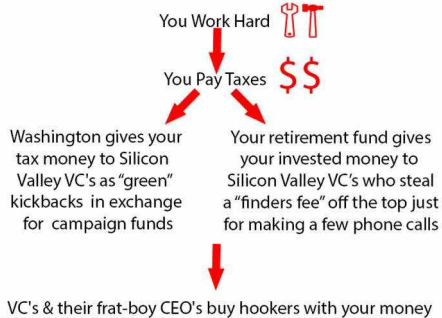 You Work Hard
You Pay Taxes $$
Washington gives your
tax money to Silicon
Valley VC's as "green"
kickbacks in exchange
for campaign funds
Your retirement fund gives
your invested money to
Silicon Valley VC's who steal
a "finders fee" off the top just
for making a few phone calls
VC's & their frat-boy CEO's buy hookers with your money